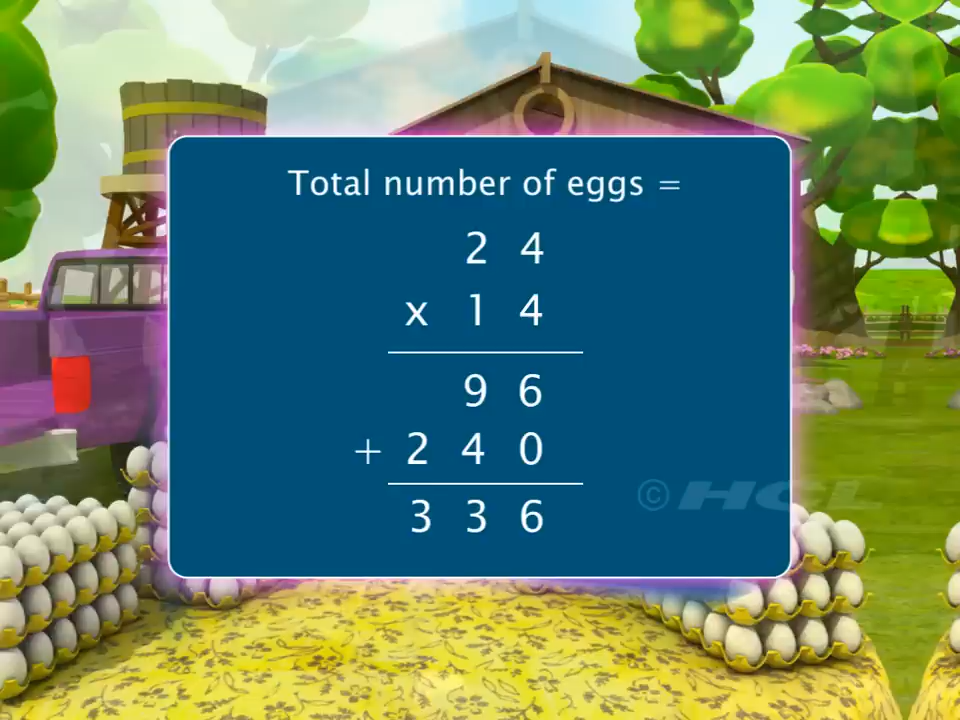 Total number of eggs =
2 4
x 1 4
9 6
+ 2 4 0
3 3 6
© HCL